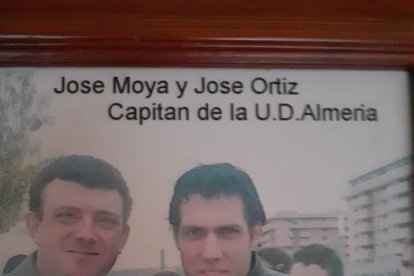 Jose Moya y Jose Ortiz
Capitan de la U.D.Almeria